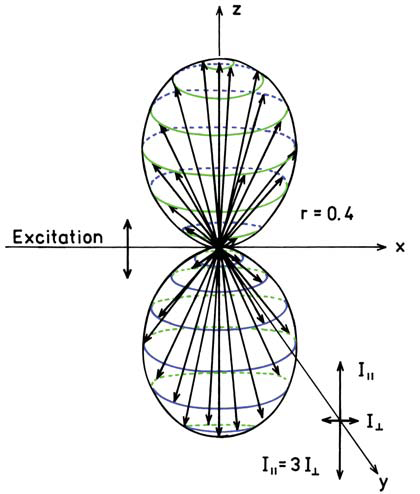 z
r = 0.4
Excitation
x
I||
I⊥
I|| = 3 I⊥
y